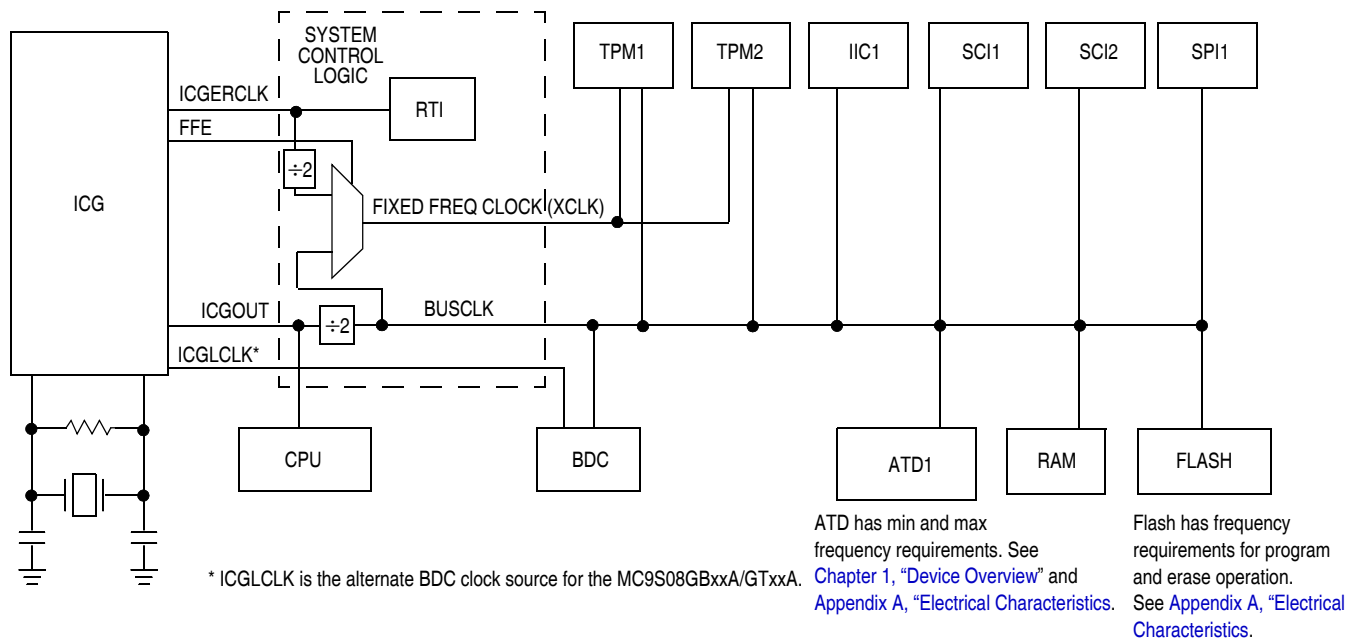 SYSTEM
CONTROL
LOGIC
TPM1
TPM2
IIC1
SCI1
SCI2
SPI1
ICGERCLK
RTI
FFE
÷2
ICG
FIXED FREQ CLOCK (XCLK)
ICGOUT
÷2
BUSCLK
ICGLCLK*
CPU
BDC
ATD1
RAM
FLASH
ATD has min and max
frequency requirements. See
Chapter 1, “Device Overview” and
Appendix A, “Electrical Characteristics.
Flash has frequency
requirements for program
and erase operation.
See Appendix A, “Electrical
Characteristics.
* ICGLCLK is the alternate BDC clock source for the MC9S08GBxxA/GTxxA.